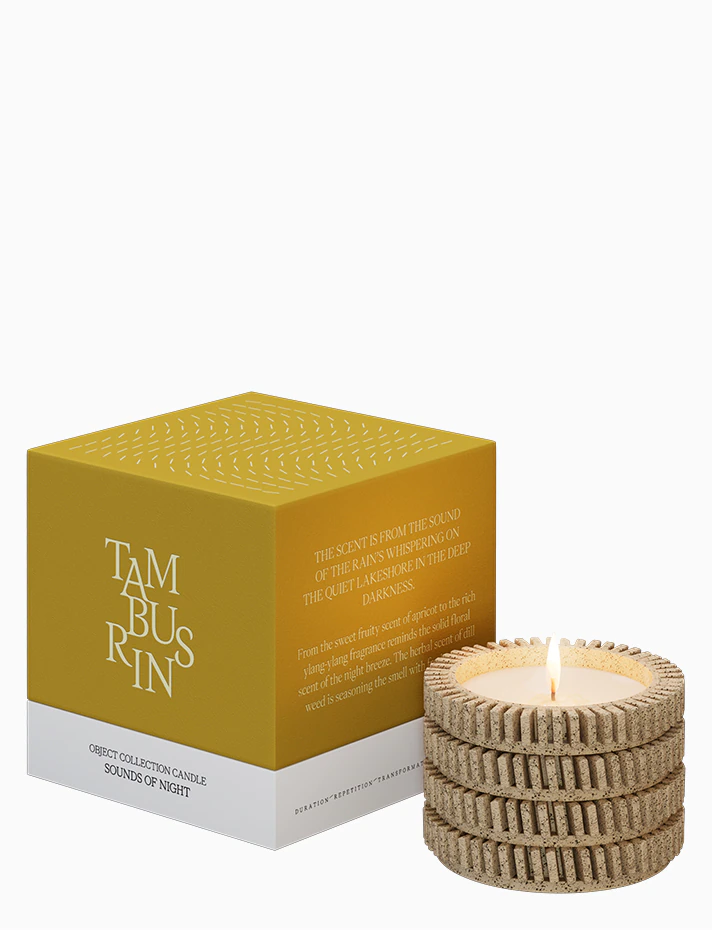 TAM
BUS
RIN
OBJECT COLLECTION CANDLE
SOUNDS OF NIGHT
THE SCENT IS FROM THE SOUND
OF THE RAIN'S WHISPERING ON
THE QUIET LAKESHORE IN THE DEEP
DARKNESS.
From the sweet fruity scent of apricot to the rich
ylang-ylang fragrance reminds the solid floral
scent of the night breeze. The herbal scent of dill
weed is seasoning the smell with
DURATION REPETITION TRANSFORMAT